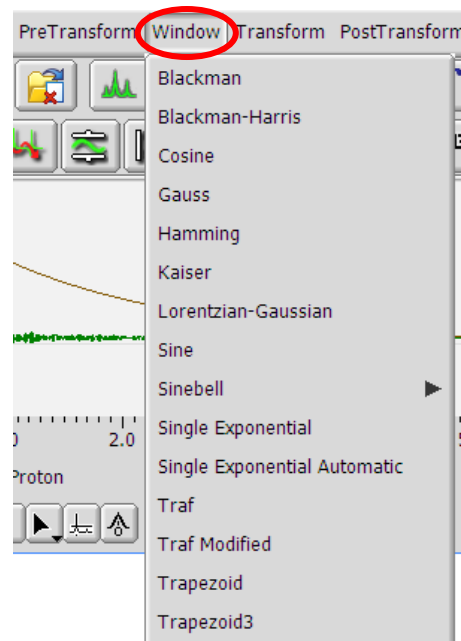 PreTransform Window Transform PostTransform
Blackman
Blackman-Harris
Cosine
Gauss
Hamming
Kaiser
Lorentzian-Gaussian
Sine
Sinebell
2.0
Single Exponential
Proton
Single Exponential Automatic
Traf
Traf Modified
Trapezoid
Trapezoid3